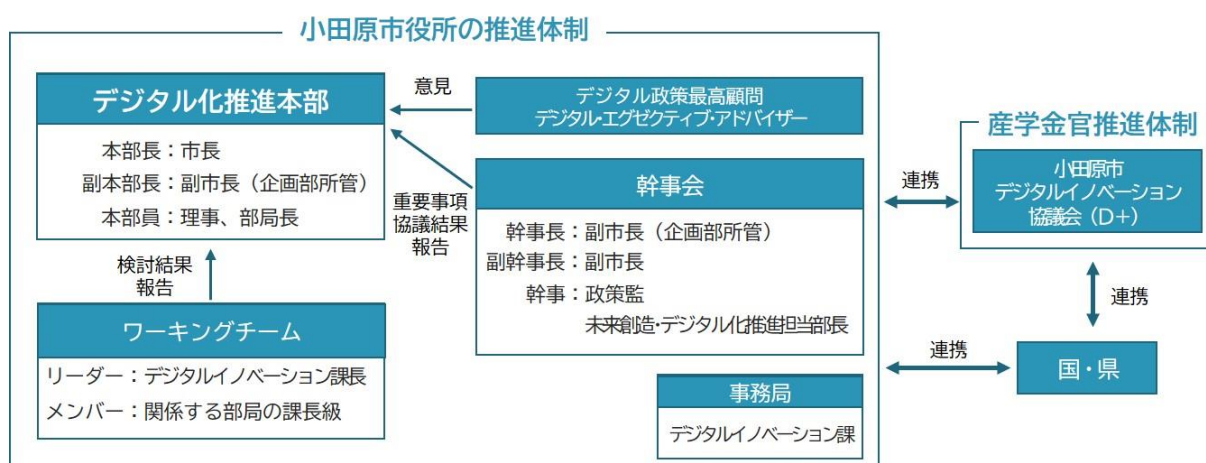 小田原市役所の推進体制
デジタル化推進本部
本部長：市長
副本部長：副市長（企画部所管）
本部員：理事、部局長
意見
デジタル政策最高顧問
デジタル・エグゼクティブ・アドバイザー
重要事項
協議結果
報告
幹事会
幹事長：副市長（企画部所管）
副幹事長：副市長
幹事：政策監
未来創造・デジタル化推進担当部長
検討結果
報告
ワーキングチーム
リーダー：デジタルイノベーション課長
メンバー：関係する部局の課長級
事務局
デジタルイノベーション課
連携
産学金官推進体制
小田原市
デジタルイノベーション
協議会（D＋）
連携
連携
国・県